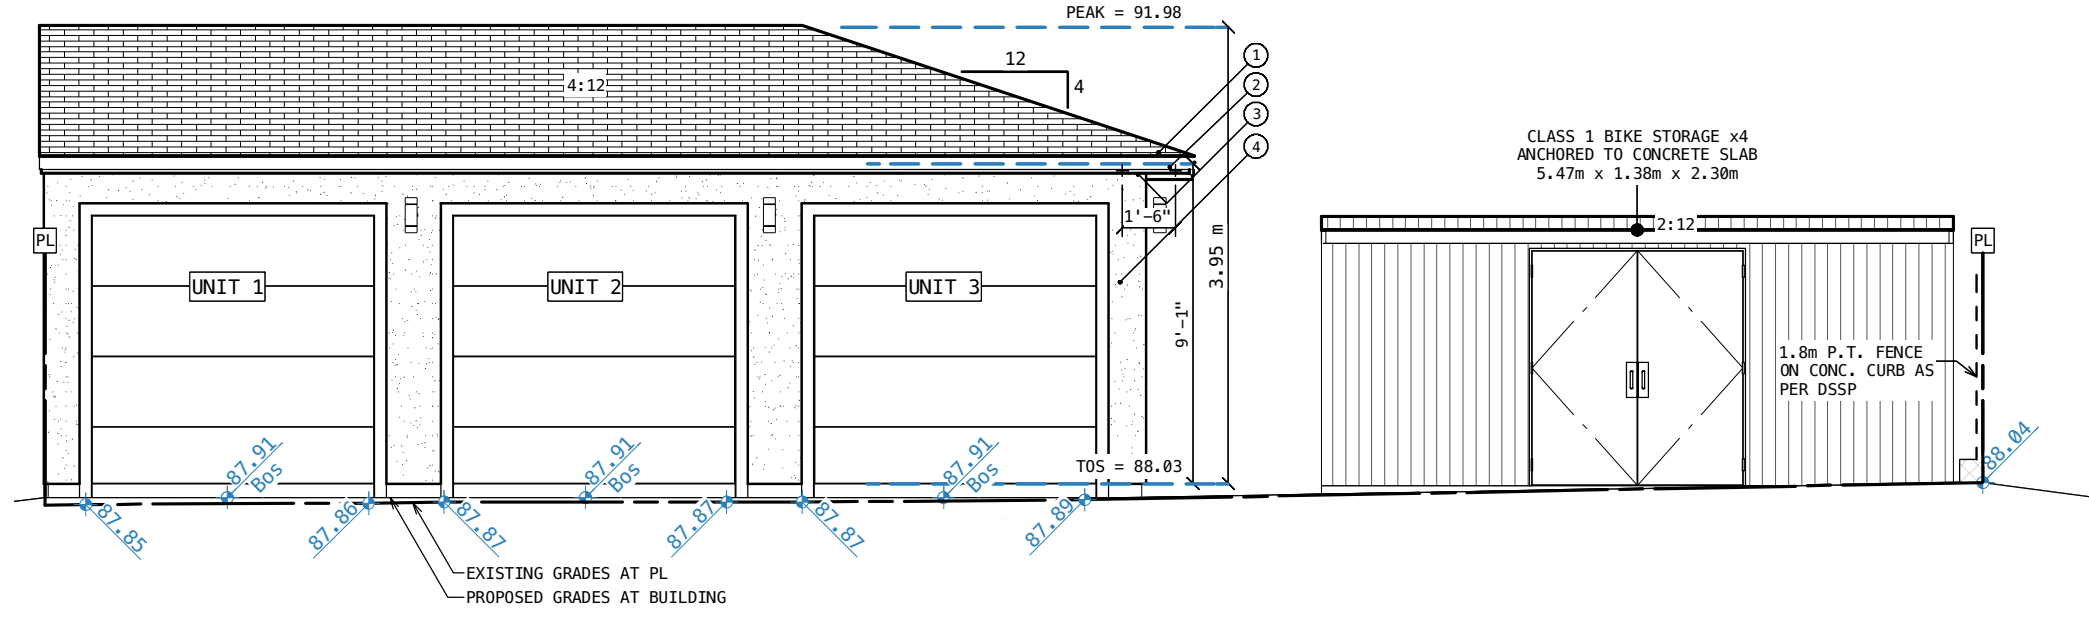 PEAK = 91.98
12
4
4:12
1
2
3
4
CLASS 1 BIKE STORAGE x4
ANCHORED TO CONCRETE SLAB
5.47m x 1.38m x 2.30m
2:12
1'-6"
PL
PL
3.95 m
9'-1"
UNIT 1
UNIT 2
UNIT 3
1.8m P.T. FENCE
ON CONC. CURB AS
PER DSSP
TOS = 88.03
87.91
BOS
87.91
BOS
87.91
BOS
88.04
87.85
87.86
87.87
87.87
87.87
87.89
EXISTING GRADES AT PL
PROPOSED GRADES AT BUILDING